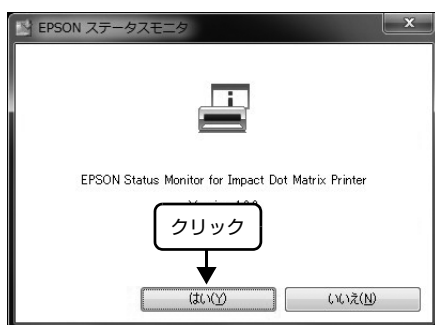 EPSON ステータスモニタ
EPSON Status Monitor for Impact Dot Matrix Printer
クリック
はい(Y)
いいえ(N)